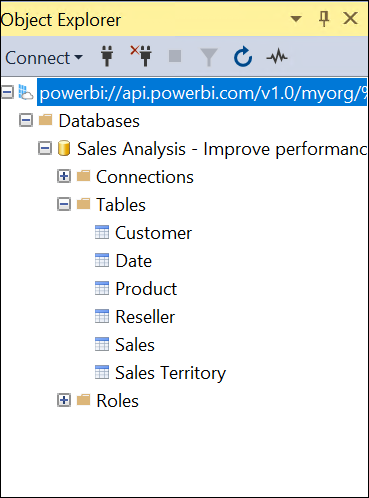 Object Explorer
Connect
powerbi://api.powerbi.com/v1.0/myorg/%
Databases
Sales Analysis - Improve performanc
Connections
Tables
Customer
Date
Product
Reseller
Sales
Sales Territory
Roles